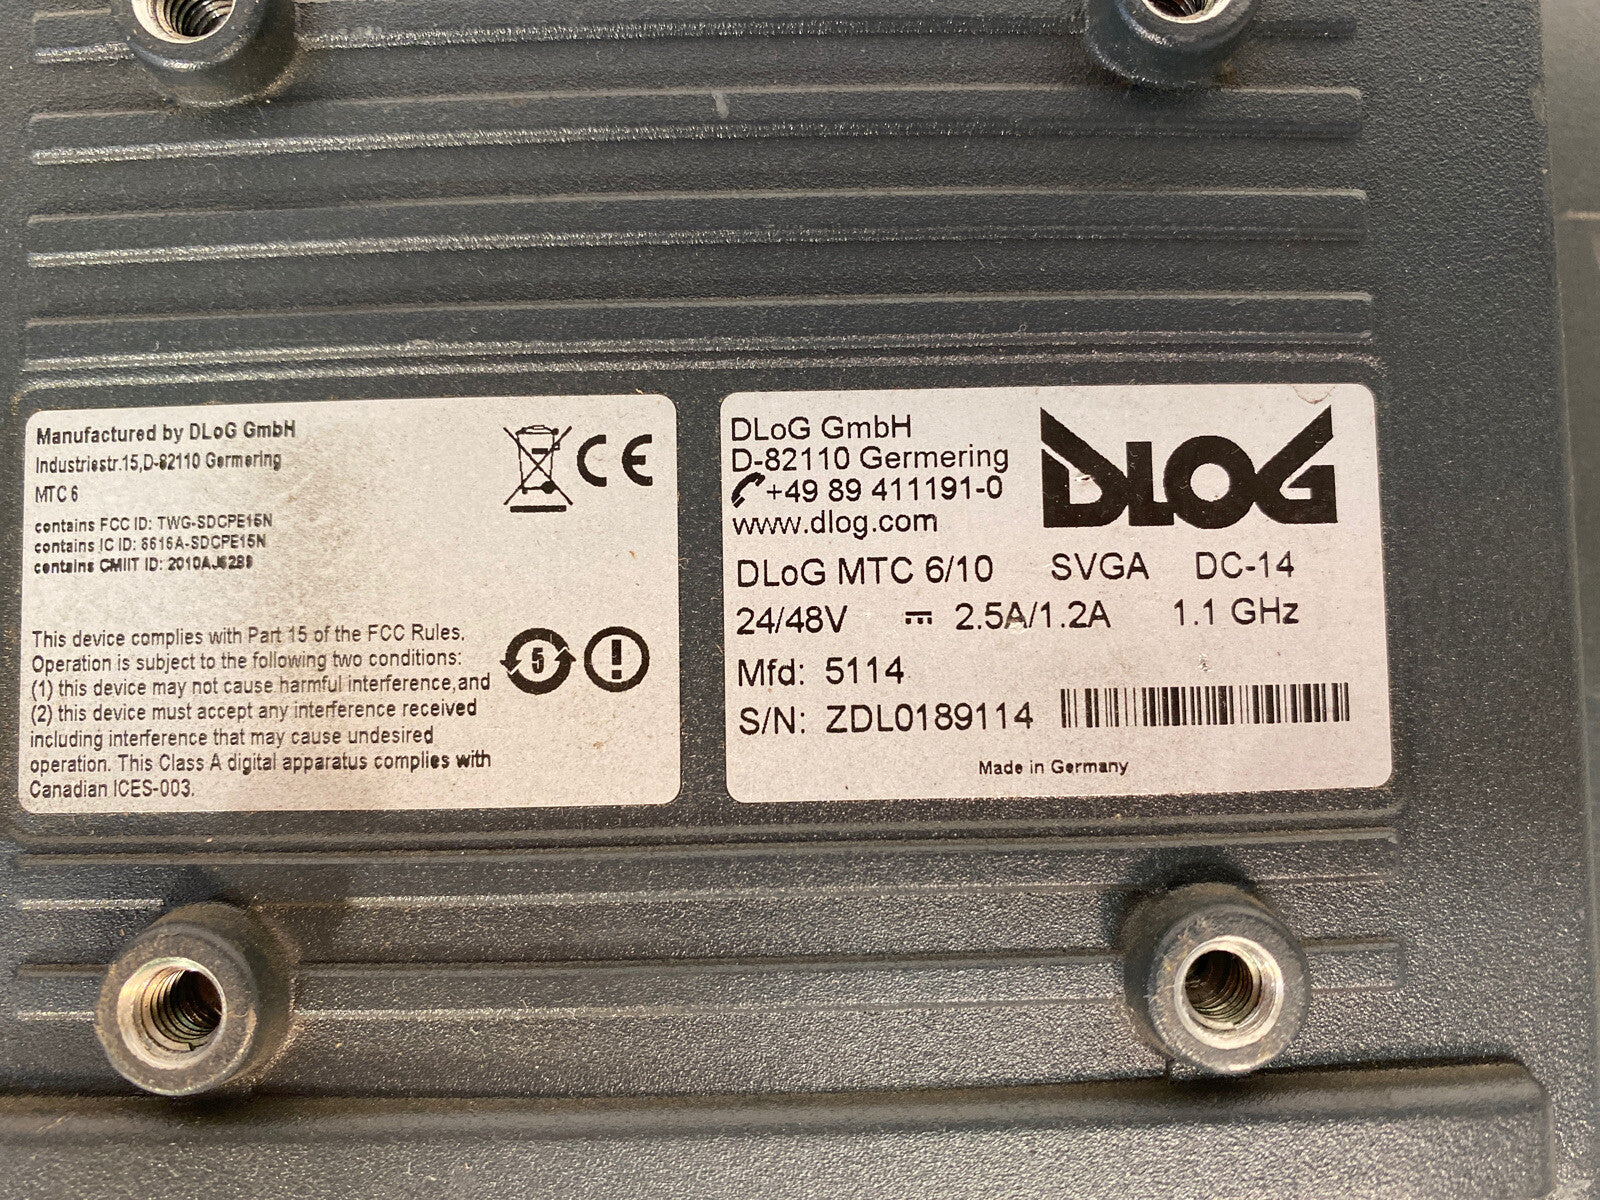 Manufactured by DLoG GmbH
Industriestr.15,D-82110 Germering
MTC 6
contains FCC ID: TWG-SDCPE15N
contains IC ID: 8616A-SDCPE15N
contains CMIIT ID:
This device complies with Part 15 of the FCC Rules.
Operation is subject to the following two conditions:
(1) this device may not cause harmful interference,and
(2) this device must accept any interference received
including interference that may cause undesired
operation. This Class A digital apparatus complies with
Canadian ICES-003.
CE
5
!
DLoG GmbH
D-82110 Germering
+49 89 411191-0
www.dlog.com
DLOG
DLoG MTC 6/10 SVGA DC-14
24/48V 2.5A/1.2A 1.1 GHz
Mfd: 5114
S/N: ZDL0189114
Made in Germany